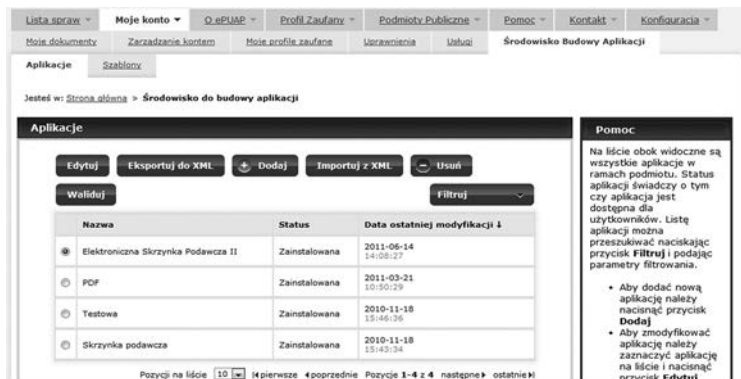 Lista spraw Moje konto O ePUAP Profil Zaufany Podmioty Publiczne Pomoc Kontakt Konfiguracja
Moje dokumenty Zarządzanie kontem Moje profile zaufane Uprawnienia Usługi Środowisko Budowy Aplikacji
Aplikacje Szablony
Jesteś w: Strona główna > Środowisko do budowy aplikacji
Aplikacje
Edytuj Eksportuj do XML Dodaj Importuj z XML Usuń
Waliduj Filtruj
Nazwa Status Data ostatniej modyfikacji ↓
Elektroniczna Skrzynka Podawcza II Zainstalowana 2011-06-14
14:08:27
PDF Zainstalowana 2011-03-21
10:50:29
Testowa Zainstalowana 2010-11-18
15:46:36
Skrzynka podawcza Zainstalowana 2010-11-18
15:43:34
Pozycji na liście 10 pierwsze poprzednie Pozycje 1-4 z 4 następne ostatnie
Pomoc
Na liście obok widoczne są
wszystkie aplikacje w
ramach podmiotu. Status
aplikacji świadczy o tym
czy aplikacja jest
dostępna dla
użytkowników. Listę
aplikacji można
przeszukiwać naciskając
przycisk Filtruj i podając
parametry filtrowania.
• Aby dodać nową
aplikację należy
nacisnąć przycisk
Dodaj
• Aby zmodyfikować
aplikację należy
zaznaczyć aplikację
na liście i nacisnąć
przycisk Edytuj